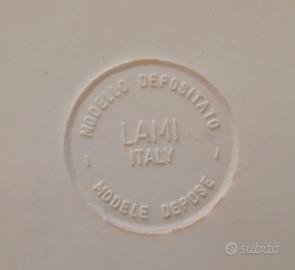 MODELLO DEPOSITATO
LAMI
ITALY
MODELE DEPOSE
subito